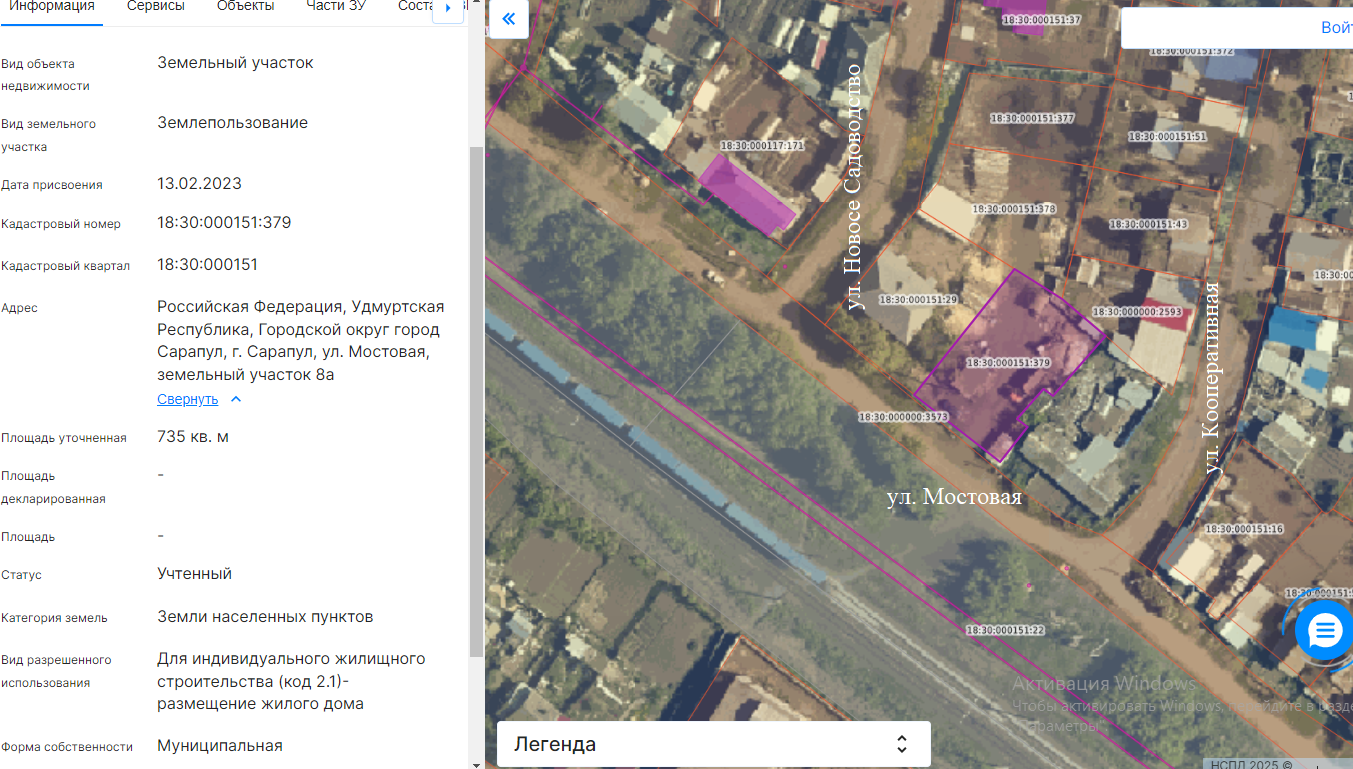 Информация
Сервисы
Объекты
Части ЗУ
Вид объекта
недвижимости
Земельный участок
Вид земельного
участка
Землепользование
Дата присвоения
13.02.2023
Кадастровый номер
18:30:000151:379
Кадастровый квартал
18:30:000151
Адрес
Российская Федерация, Удмуртская
Республика, Городской округ город
Сарапул, г. Сарапул, ул. Мостовая,
земельный участок 8а
Свернуть
Площадь уточненная
735 кв. м
Площадь
декларированная
-
Площадь
-
Статус
Учтенный
Категория земель
Земли населенных пунктов
Вид разрешенного
использования
Для индивидуального жилищного
строительства (код 2.1)-
размещение жилого дома
Форма собственности
Муниципальная
18:30:000151:37
18:30:000151:372
18:30:000151:377
18:30:000151:51
18:30:000117:171
18:30:000151:378
18:30:000151:43
18:30:000151:29
18:30:000000:2593
18:30:000151:379
18:30:000000:3573
18:30:000151:16
18:30:000151:22
ул. Новосе Садоводство
ул. Кооперативная
ул. Мостовая
Активация Windows
Чтобы активировать Windows,
"Параметры".
Легенда
НСПД 2025 ©